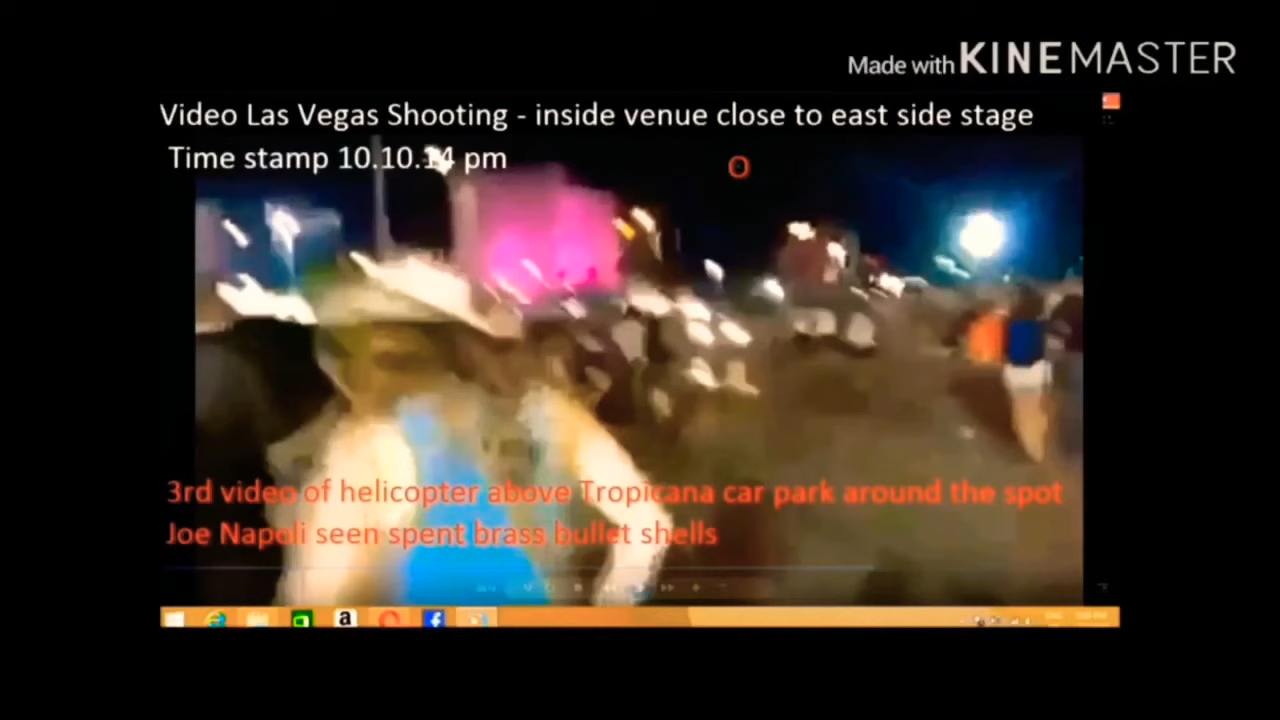 Made with KINEMASTER
Video Las Vegas Shooting - inside venue close to east side stage
Time stamp 10.10.14 pm
3rd video of helicopter above Tropicana car park around the spot
Joe Napoli seen spent brass bullet shells